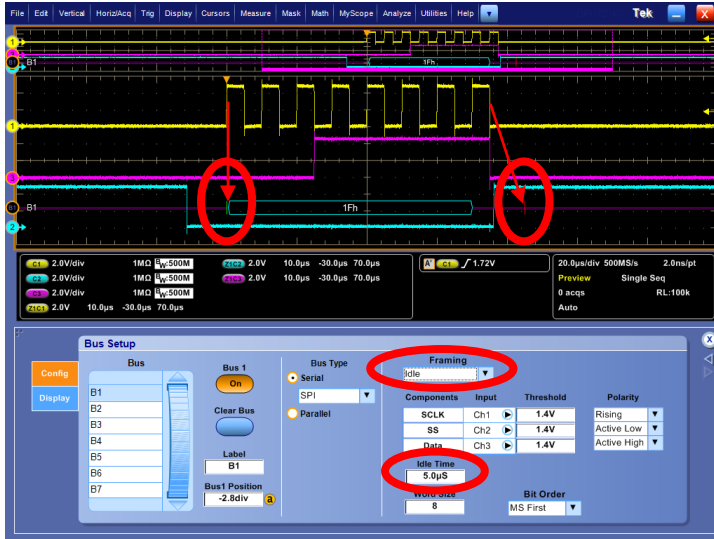 File Edit Vertical Horiz/Acq Trig Display Cursors Measure Mask Math MyScope Analyze Utilities Help Tek X
1
B1 B1 1Fh
1
3
B1 B1 1Fh
2
C1 2.0V/div 1MΩ BW:500M
C2 2.0V/div 1MΩ BW:500M
C3 2.0V/div 1MΩ BW:500M
Z1C1 2.0V 10.0µs -30.0µs 70.0µs
Z1C2 2.0V 10.0µs -30.0µs 70.0µs
Z1C3 2.0V 10.0µs -30.0µs 70.0µs
A' C1 1.72V
20.0µs/div 500MS/s 2.0ns/pt
Preview Single Seq
0 acqs RL:100k
Auto
Bus Setup X
Config
Display
Bus
B1
B2
B3
B4
B5
B6
B7
Bus 1
On
Clear Bus
Label
B1
Bus1 Position
-2.8div a
Bus Type
Serial
SPI
Parallel
Framing
Idle
Components Input Threshold Polarity
SCLK Ch1 1.4V Rising
SS Ch2 1.4V Active Low
Data Ch3 1.4V Active High
Idle Time
5.0µS
Word Size
8
Bit Order
MS First